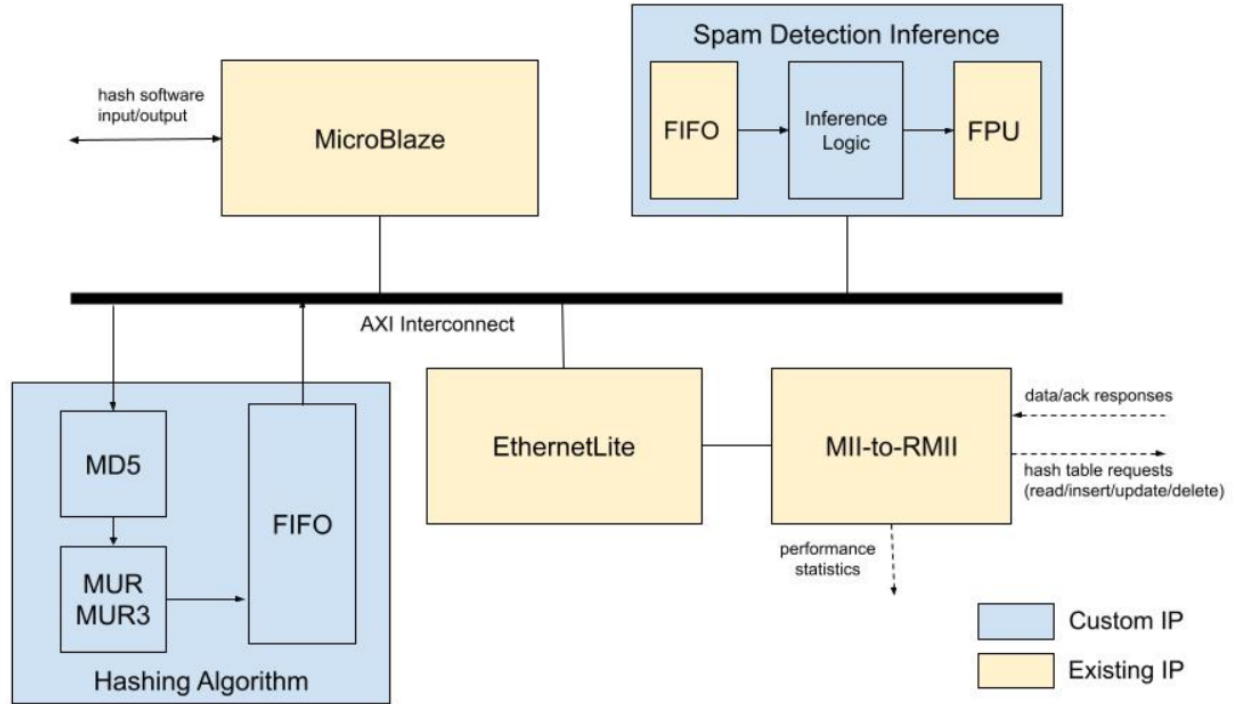 Spam Detection Inference
hash software
input/output
MicroBlaze
FIFO
Inference
Logic
FPU
AXI Interconnect
MD5
MUR
MUR3
FIFO
Hashing Algorithm
EthernetLite
MII-to-RMII
data/ack responses
hash table requests
(read/insert/update/delete)
performance
statistics
Custom IP
Existing IP